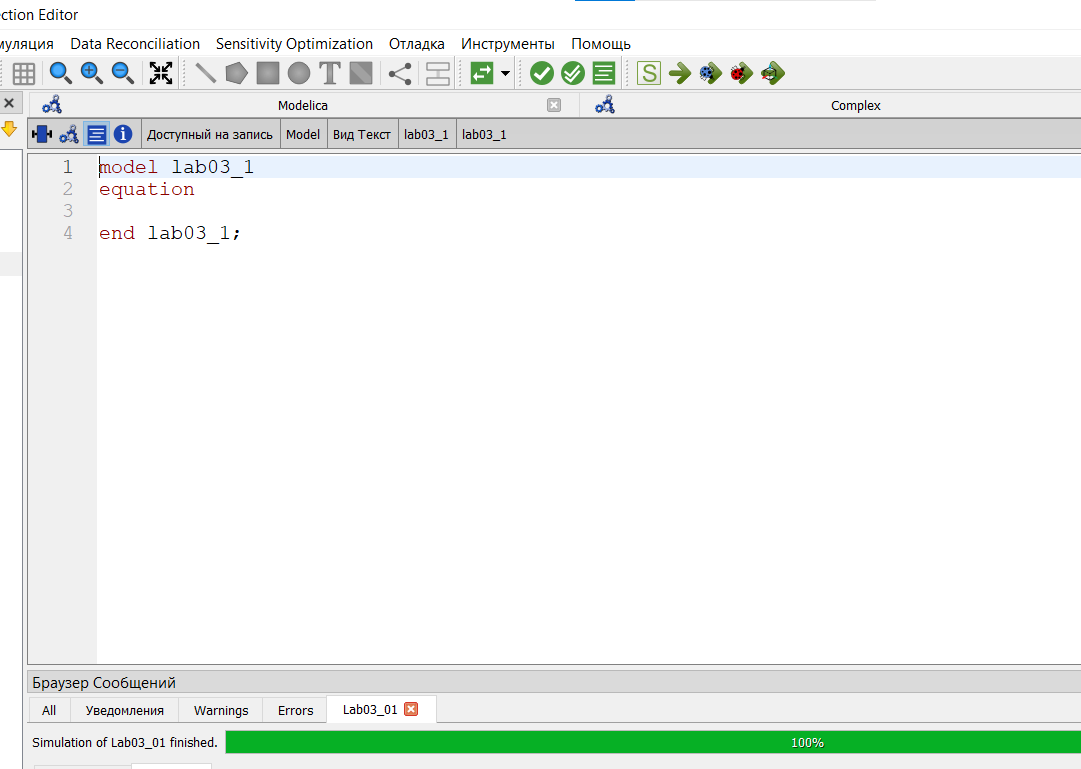 ction Editor
муляция Data Reconciliation Sensitivity Optimization Отладка Инструменты Помощь
T S
Modelica Complex
Доступный на запись Model Вид Текст lab03_1 lab03_1
1 model lab03_1
2 equation
3
4 end lab03_1;
Браузер Сообщений
All Уведомления Warnings Errors Lab03_01
Simulation of Lab03_01 finished. 100%